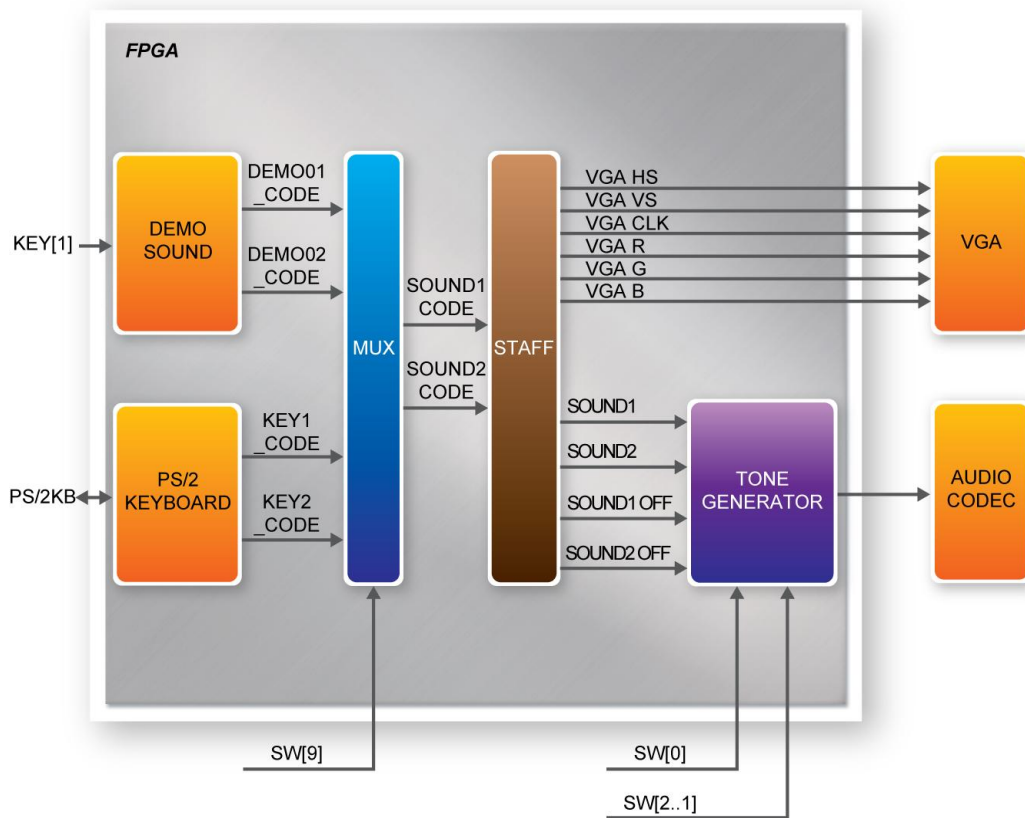 FPGA
KEY[1]
DEMO
SOUND
DEMO01
_CODE
DEMO02
_CODE
PS/2KB
PS/2
KEYBOARD
KEY1
_CODE
KEY2
_CODE
MUX
SOUND1
CODE
SOUND2
CODE
STAFF
VGA HS
VGA VS
VGA CLK
VGA R
VGA G
VGA B
VGA
SOUND1
SOUND2
SOUND1 OFF
SOUND2 OFF
TONE
GENERATOR
AUDIO
CODEC
SW[9]
SW[0]
SW[2..1]